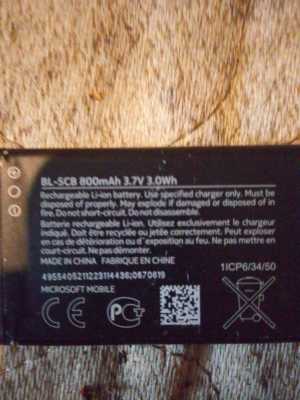 BL-5CB 800mAh 3.7V 3.0Wh
Rechargeable Li-ion battery. Use specified charger only. Must be
disposed of properly. May explode if damaged or disposed of in
fire. Do not short-circuit. Do not disassemble.
Batterie rechargeable Li-ion. Utilisez exclusivement le chargeur
indiqué. Doit être recyclée ou jetée correctement. Peut exploser
en cas de détérioration ou d'exposition au feu. Ne pas mettre en
court-circuit. Ne pas démonter.
MADE IN CHINA FABRIQUE EN CHINE
4955405211223114436;0670619
1ICP6/34/50
MICROSOFT MOBILE
CE